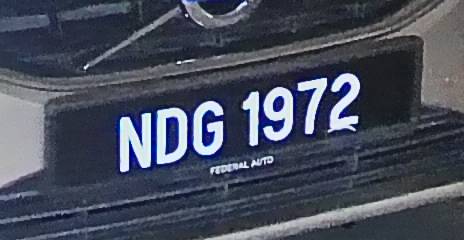 NDG 1972
FEDERAL AUTO